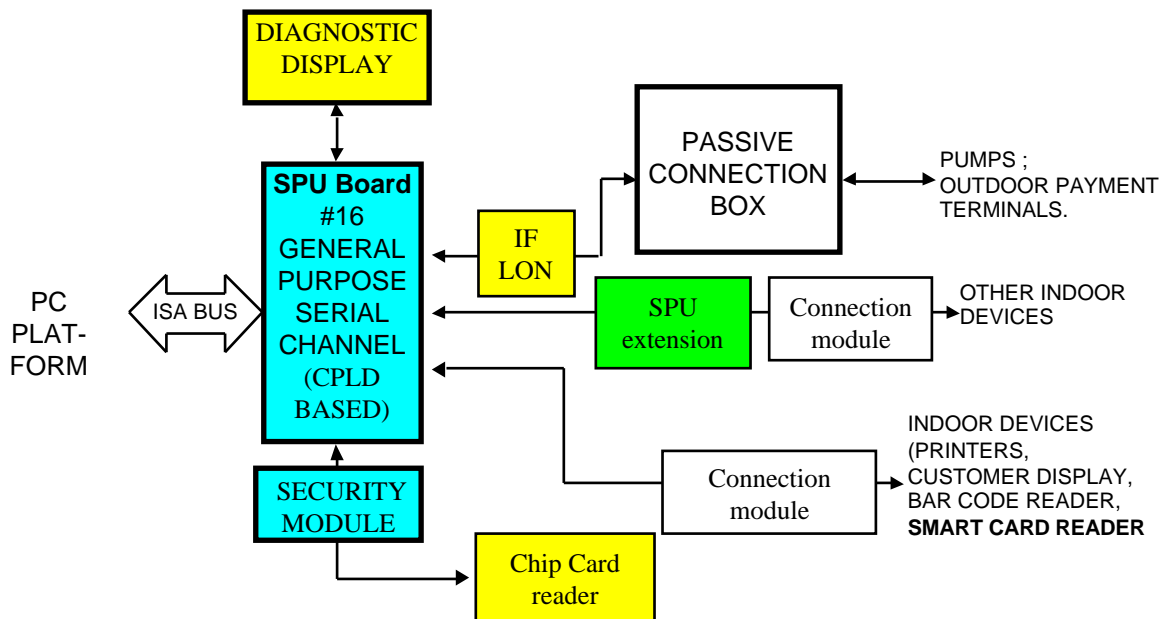 DIAGNOSTIC
DISPLAY
PASSIVE
CONNECTION
BOX
PUMPS ;
OUTDOOR PAYMENT
TERMINALS.
SPU Board
#16
GENERAL
PURPOSE
SERIAL
CHANNEL
(CPLD
BASED)
IF
LON
PC
PLAT-
FORM
ISA BUS
SPU
extension
Connection
module
OTHER INDOOR
DEVICES
INDOOR DEVICES
(PRINTERS,
CUSTOMER DISPLAY,
BAR CODE READER,
SMART CARD READER
Connection
module
SECURITY
MODULE
Chip Card
reader